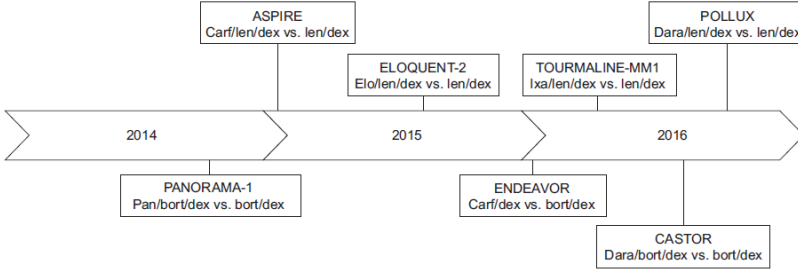 ASPIRE
Carf/len/dex vs. len/dex
POLLUX
Dara/len/dex vs. len/dex
ELOQUENT-2
Elo/len/dex vs. len/dex
TOURMALINE-MM1
Ixa/len/dex vs. len/dex
2014
2015
2016
PANORAMA-1
Pan/bort/dex vs. bort/dex
ENDEAVOR
Carf/dex vs. bort/dex
CASTOR
Dara/bort/dex vs. bort/dex